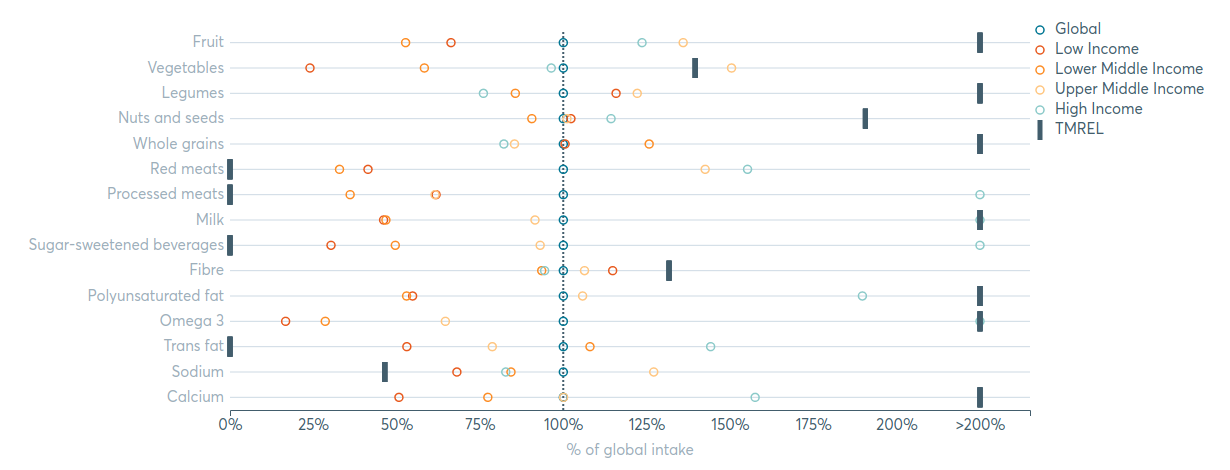 Fruit
Vegetables
Legumes
Nuts and seeds
Whole grains
Red meats
Processed meats
Milk
Sugar-sweetened beverages
Fibre
Polyunsaturated fat
Omega 3
Trans fat
Sodium
Calcium
0% 25% 50% 75% 100% 125% 150% 175% 200% >200%
% of global intake
Global
Low Income
Lower Middle Income
Upper Middle Income
High Income
TMREL